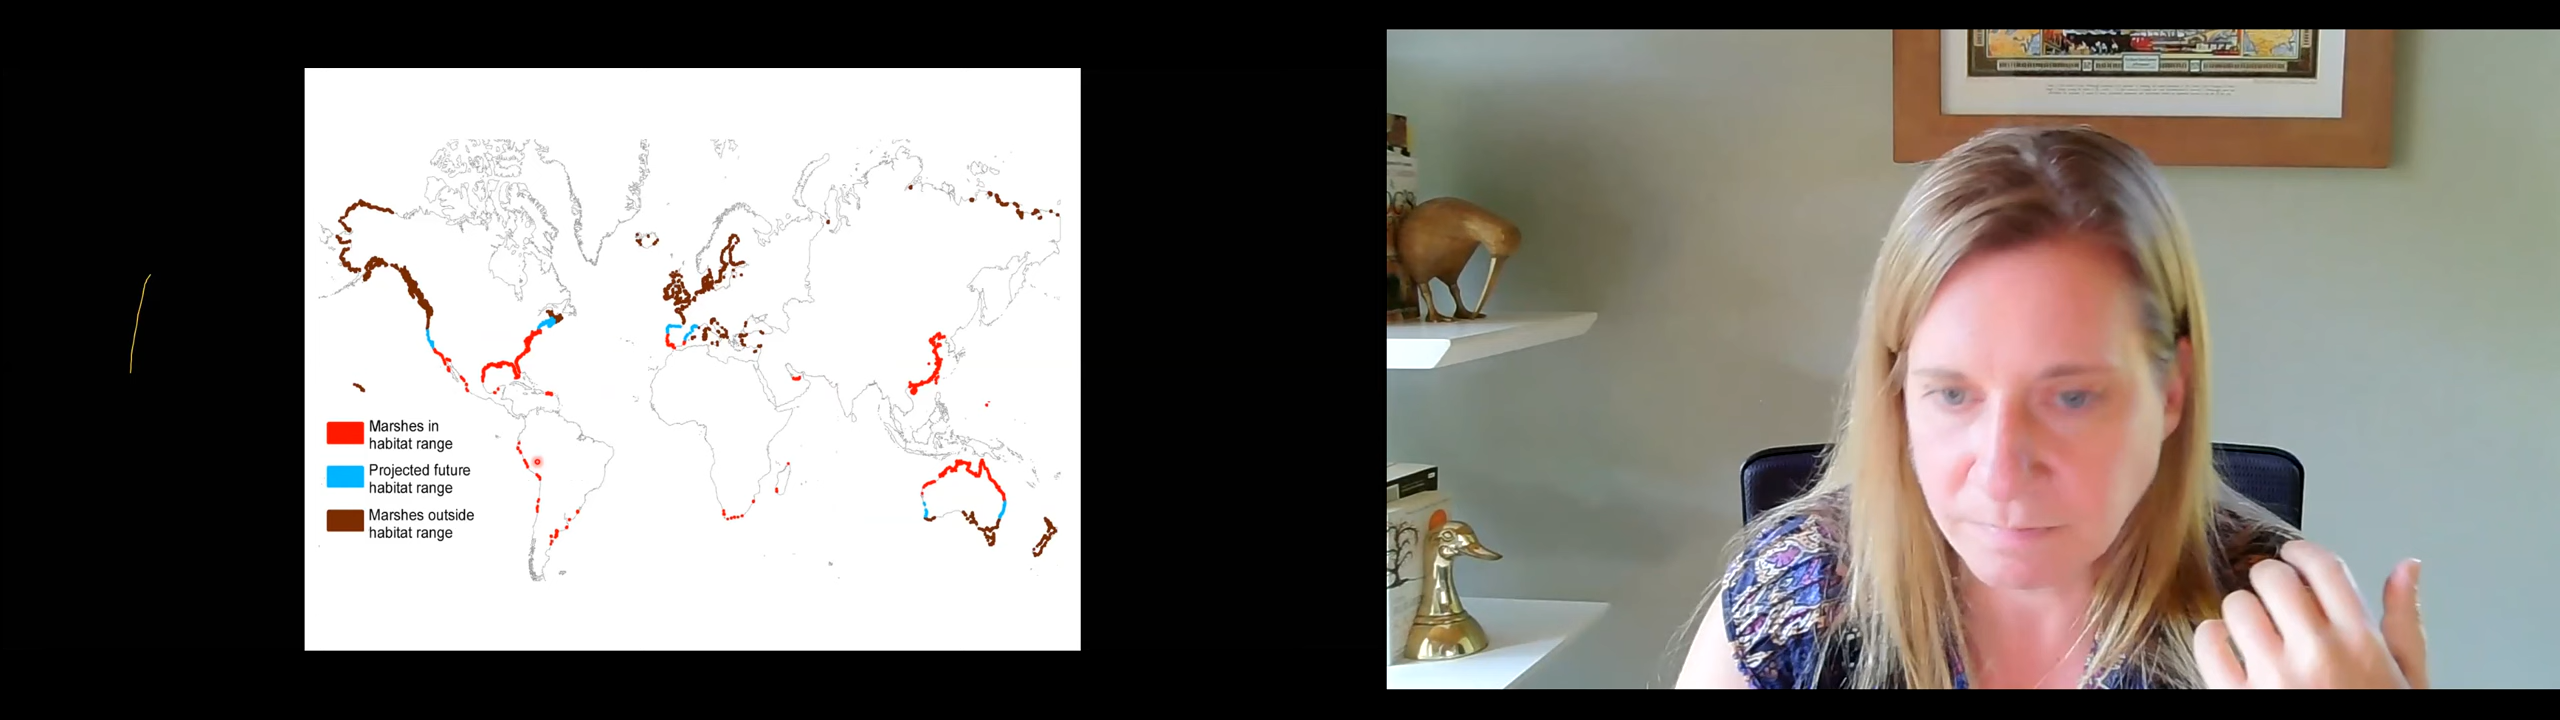 Marshes in
habitat range
Projected future
habitat range
Marshes outside
habitat range